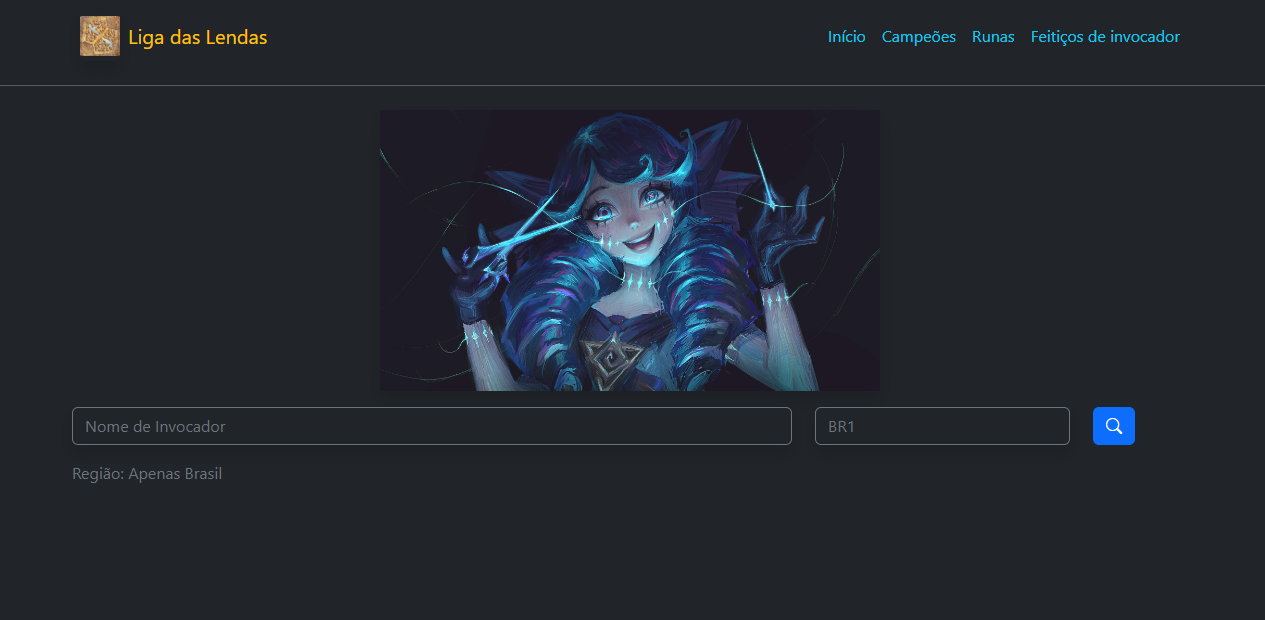 Liga das Lendas
Início Campeões Runas Feitiços de invocador
Nome de Invocador
BR1
Região: Apenas Brasil